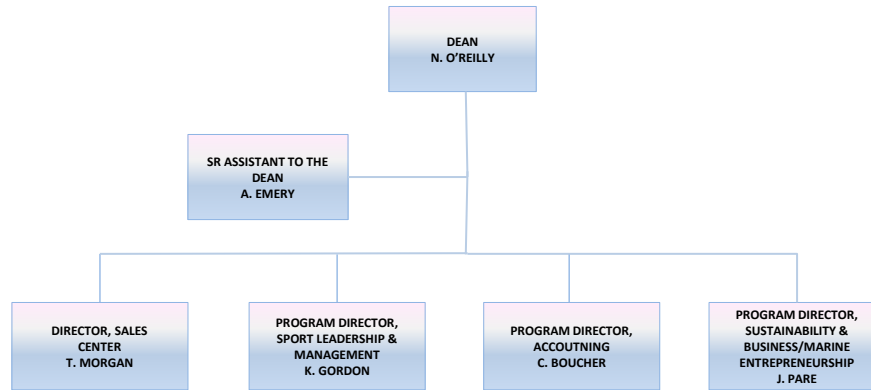 DEAN
N. O’REILLY
SR ASSISTANT TO THE
DEAN
A. EMERY
DIRECTOR, SALES
CENTER
T. MORGAN
PROGRAM DIRECTOR,
SPORT LEADERSHIP &
MANAGEMENT
K. GORDON
PROGRAM DIRECTOR,
ACCOUTNING
C. BOUCHER
PROGRAM DIRECTOR,
SUSTAINABILITY &
BUSINESS/MARINE
ENTREPRENEURSHIP
J. PARE